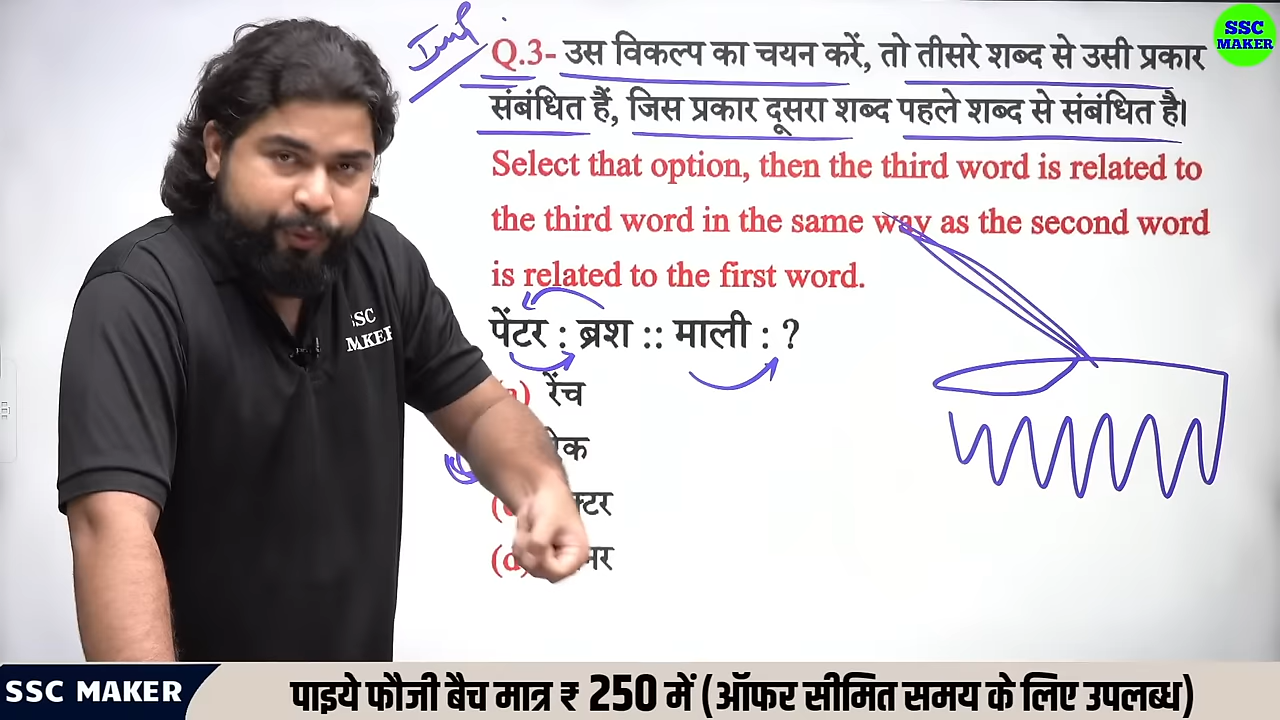 SSC
MAKER
Imp
Q.3- उस विकल्प का चयन करें, तो तीसरे शब्द से उसी प्रकार
संबंधित हैं, जिस प्रकार दूसरा शब्द पहले शब्द से संबंधित है।
Select that option, then the third word is related to
the third word in the same way as the second word
is related to the first word.
पेंटर : ब्रश :: माली : ?
रेंच
SSC
MAKER
SSC MAKER
पाइये फौजी बैच मात्र ₹ 250 में (ऑफर सीमित समय के लिए उपलब्ध)